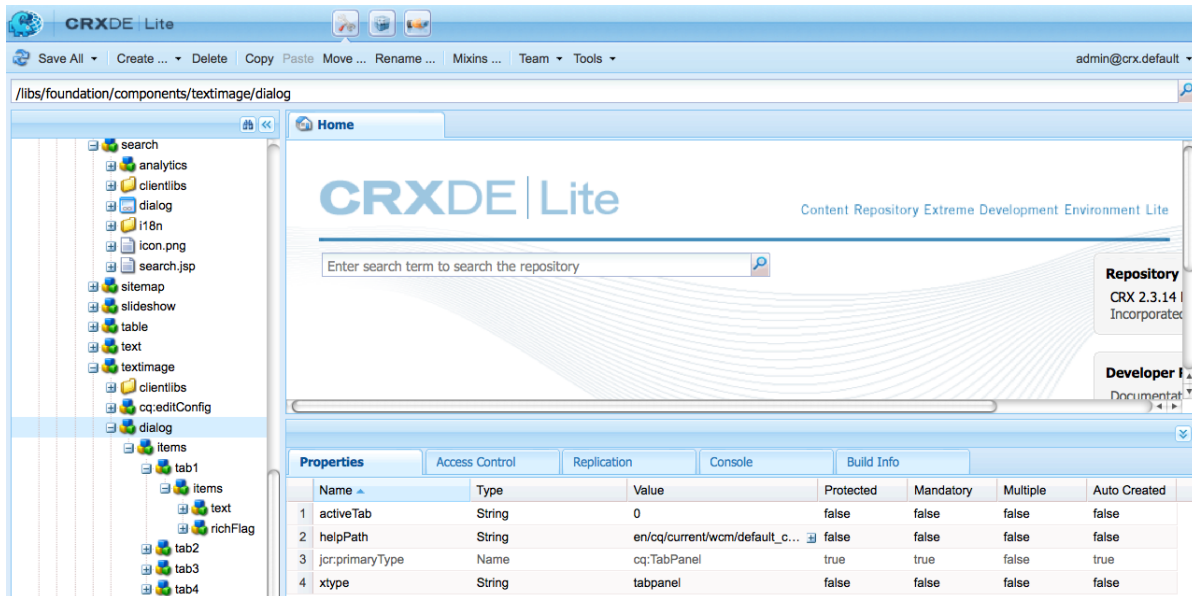 CRXDE Lite
Save All Create ... Delete Copy Paste Move ... Rename ... Mixins ... Team Tools admin@crx.default
/libs/foundation/components/textimage/dialog
Home
search
analytics
clientlibs
dialog
i18n
icon.png
search.jsp
sitemap
slideshow
table
text
textimage
clientlibs
cq:editConfig
dialog
items
tab1
items
text
richFlag
tab2
tab3
tab4
CRXDE Lite
Content Repository Extreme Development Environment Lite
Enter search term to search the repository
Repository
CRX 2.3.14
Incorporated
Developer
Properties Access Control Replication Console Build Info
Name Type Value Protected Mandatory Multiple Auto Created
1 activeTab String 0 false false false false
2 helpPath String en/cq/current/wcm/default_c... false false false false
3 jcr:primaryType Name cq:TabPanel true true false true
4 xtype String tabpanel false false false false